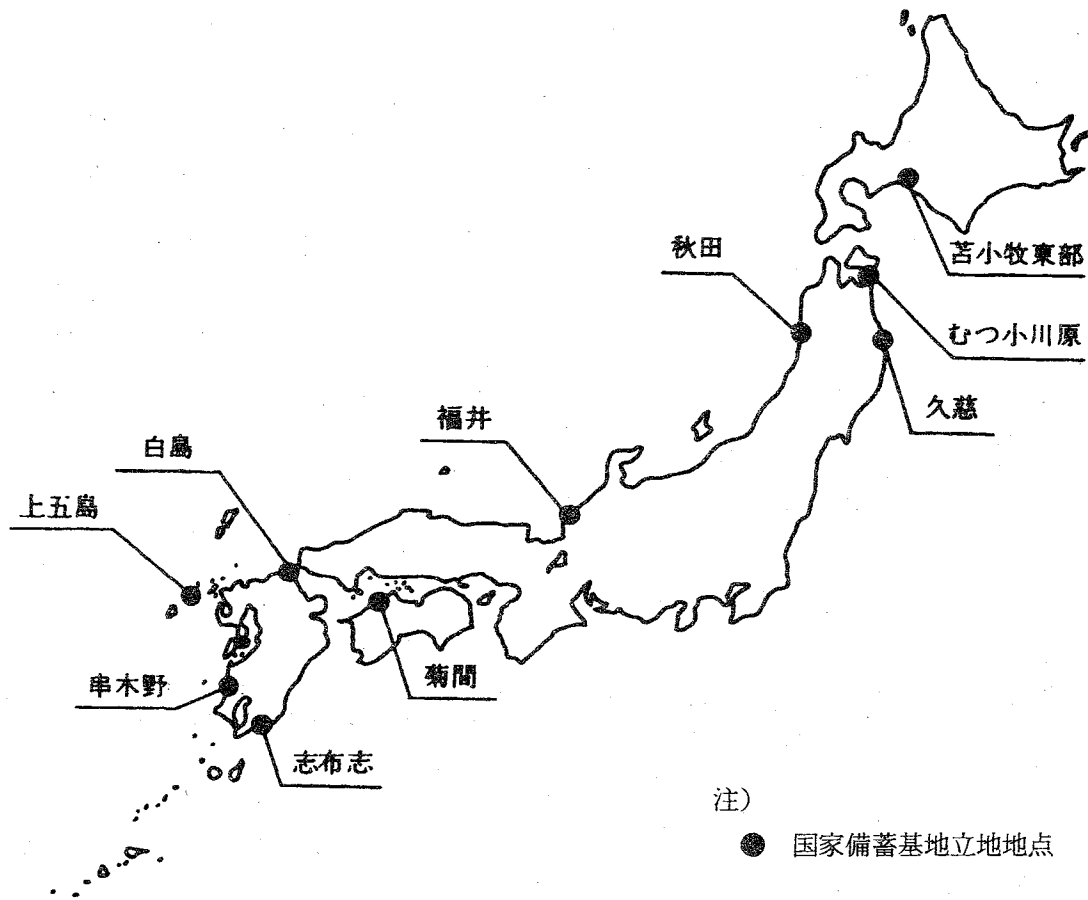 苫小牧東部
秋田
むつ小川原
久慈
福井
白島
上五島
菊間
串木野
志布志
注)
● 国家備蓄基地立地地点